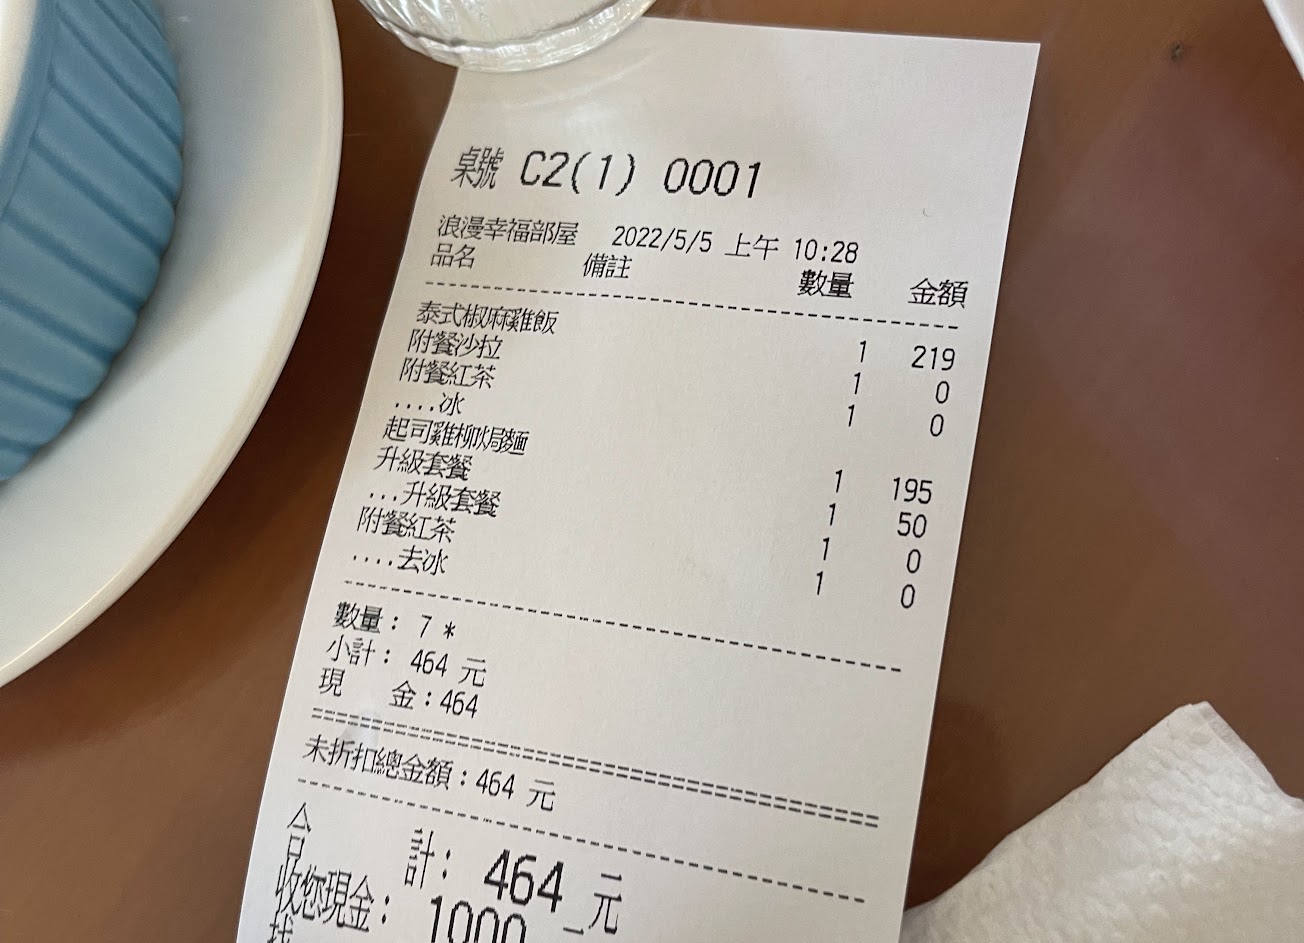 桌號 C2(1) 0001
浪漫幸福部屋 2022/5/5 上午 10:28
品名 備註 數量 金額
泰式椒麻雞飯 1 219
附餐沙拉 1 0
附餐紅茶 1 0
....冰
起司雞柳焗麵 1 195
升級套餐 1 50
...升級套餐 1 0
附餐紅茶 1 0
....去冰
數量： 7 *
小計： 464 元
現 金：464
未折扣總金額：464 元
合 計： 464 元
收您現金： 1000
找